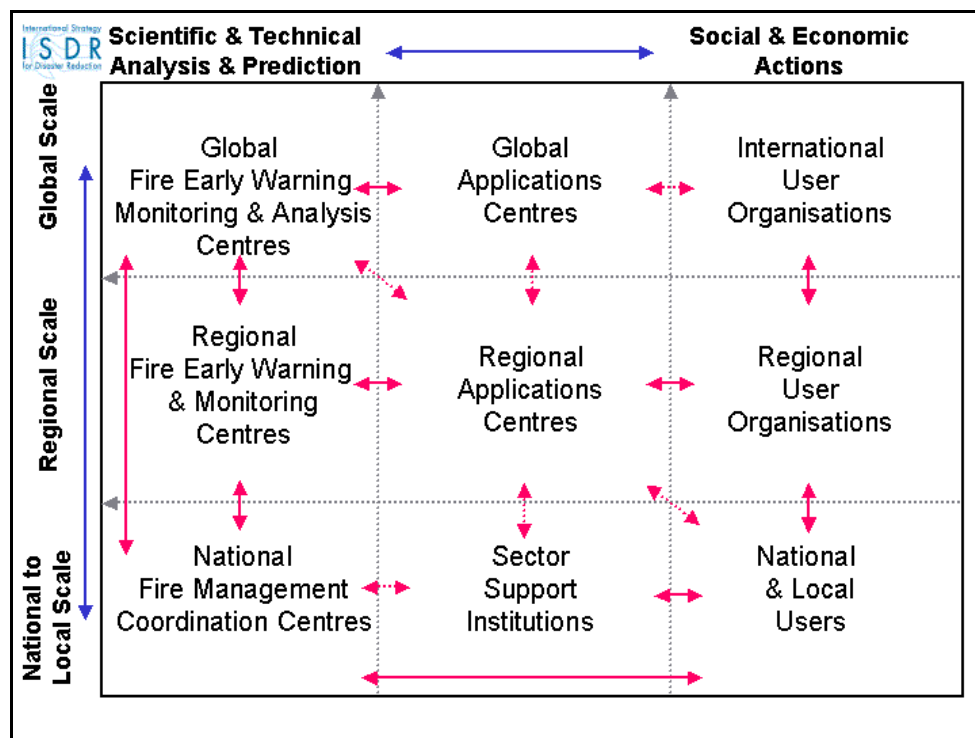 International Strategy
ISDR
for Disaster Reduction
Scientific & Technical
Analysis & Prediction
Social & Economic
Actions
Global Scale
Global
Fire Early Warning
Monitoring & Analysis
Centres
Global
Applications
Centres
International
User
Organisations
Regional Scale
Regional
Fire Early Warning
& Monitoring
Centres
Regional
Applications
Centres
Regional
User
Organisations
National to
Local Scale
National
Fire Management
Coordination Centres
Sector
Support
Institutions
National
& Local
Users